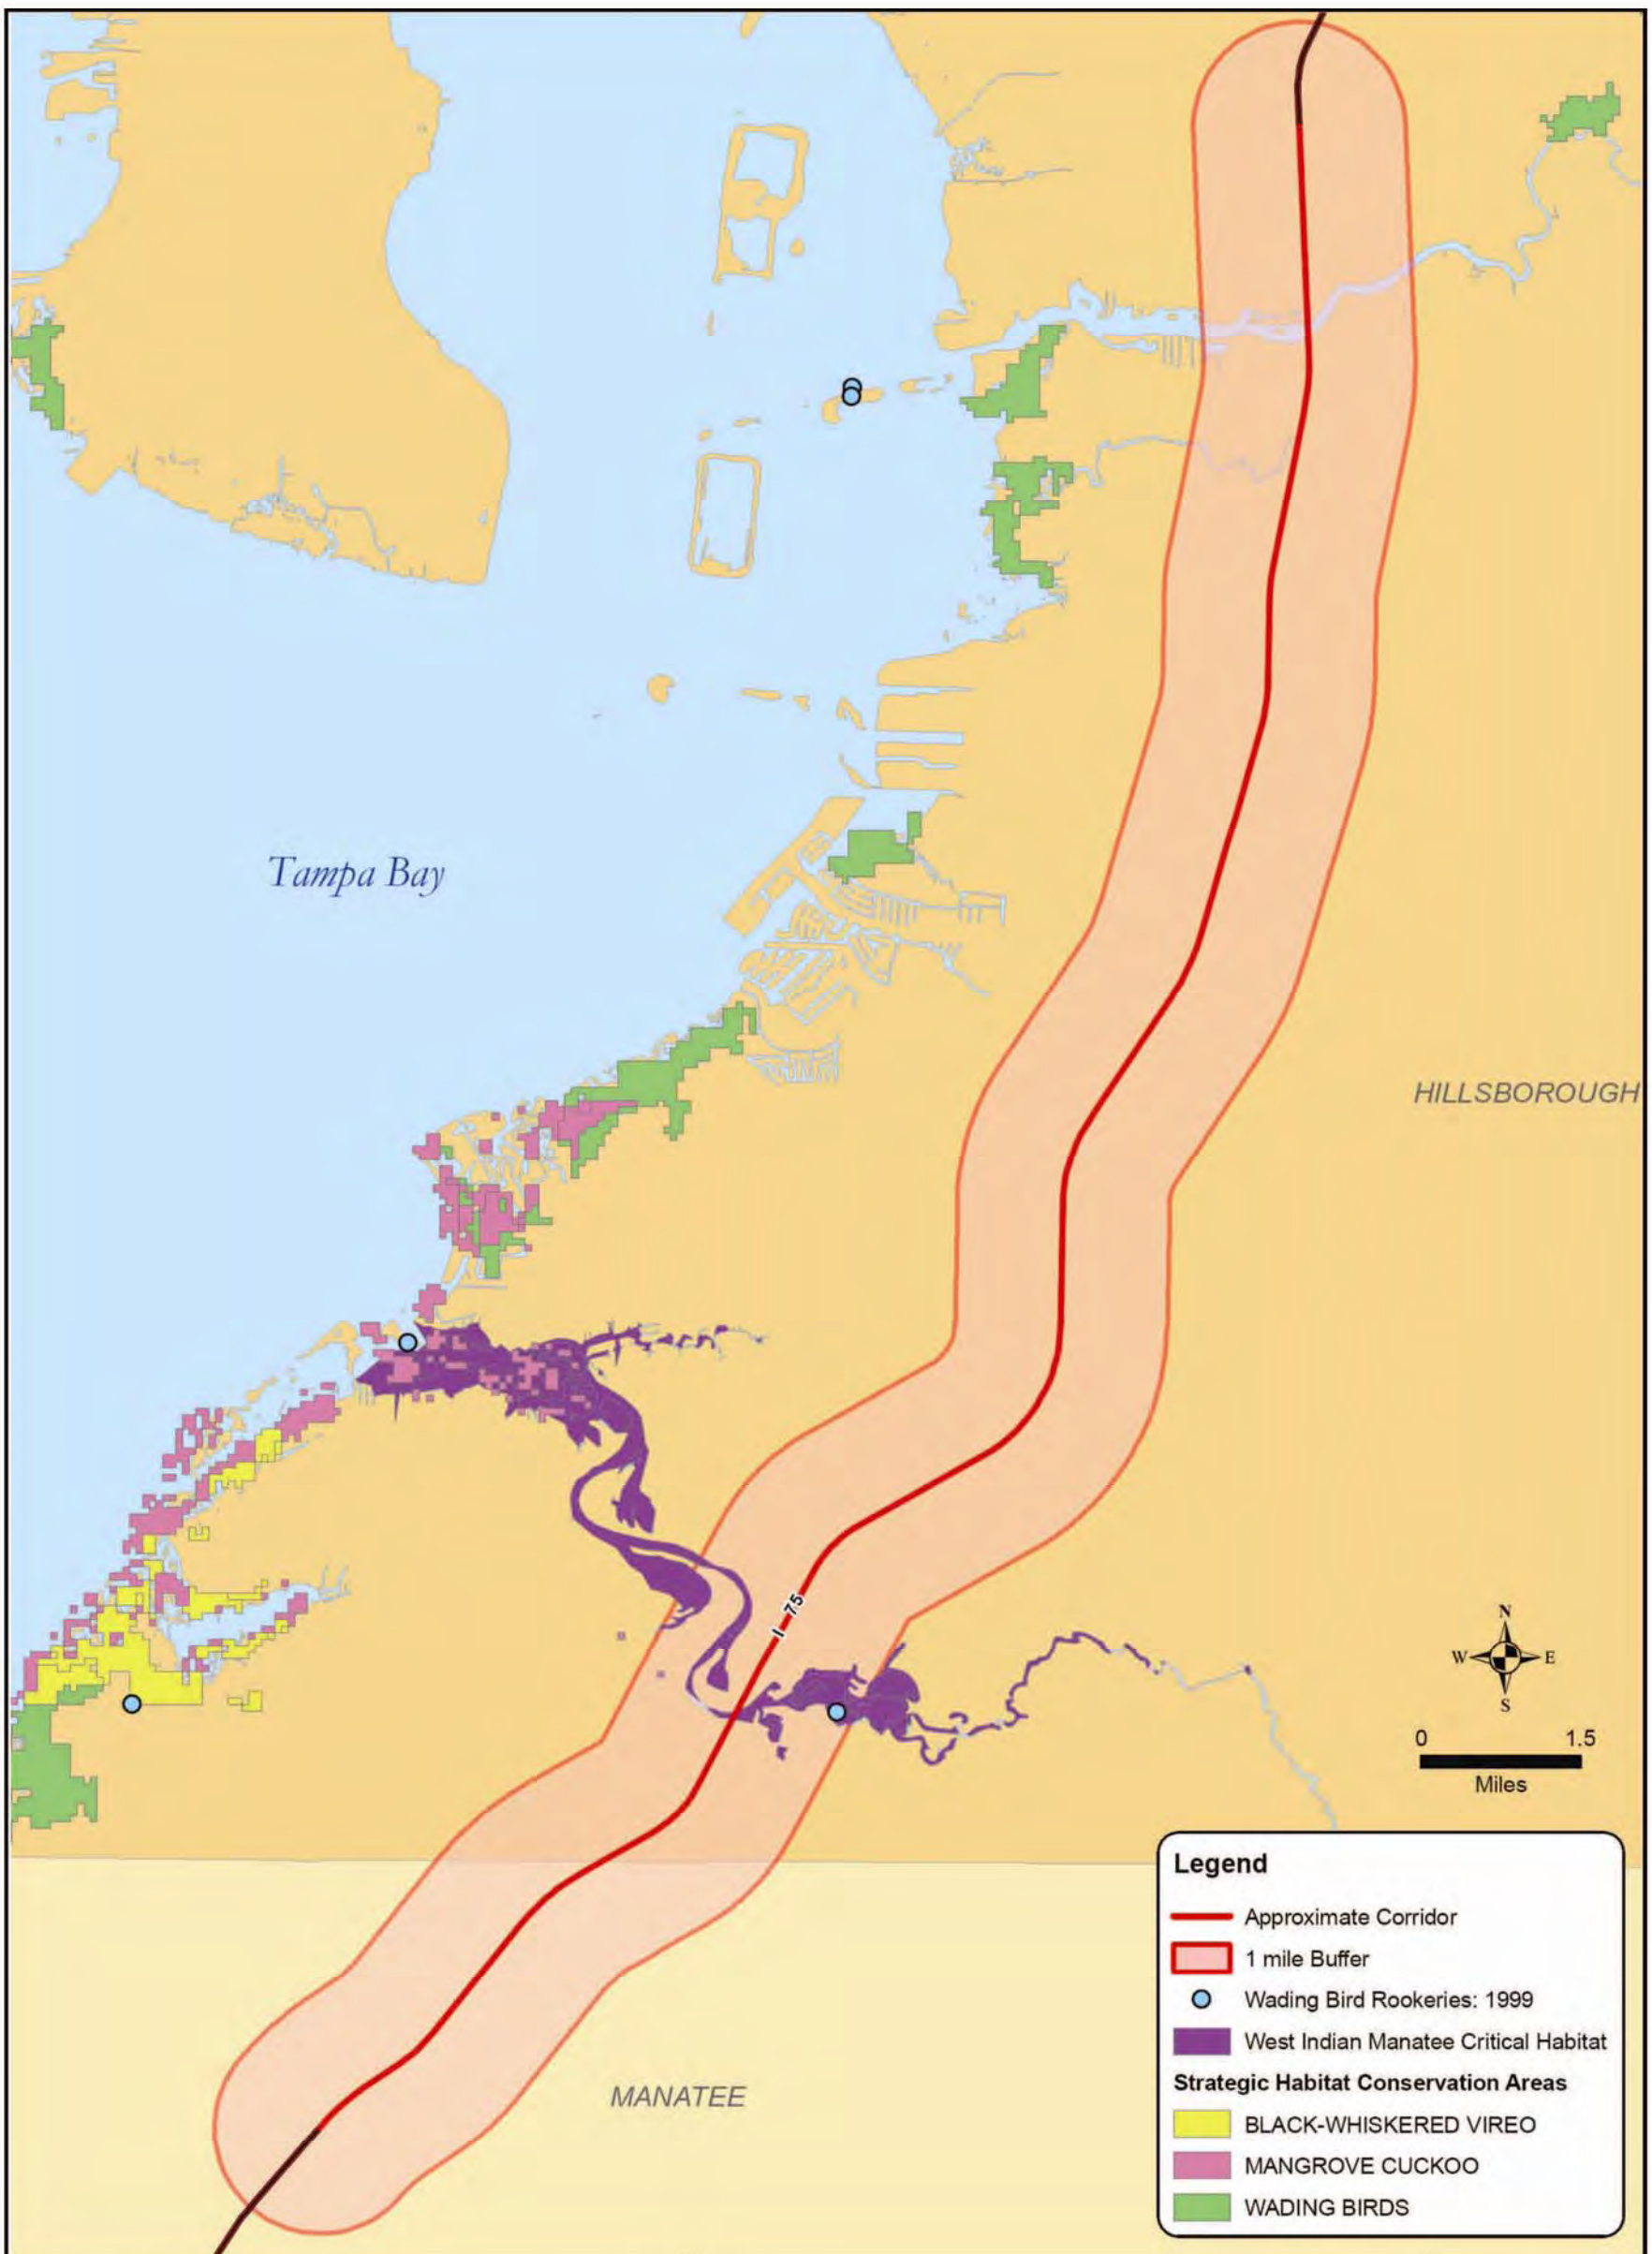 Tampa Bay
HILLSBOROUGH
I - 75
N
W E
S
0 1.5
Miles
MANATEE
Legend
Approximate Corridor
1 mile Buffer
Wading Bird Rookeries: 1999
West Indian Manatee Critical Habitat
Strategic Habitat Conservation Areas
BLACK-WHISKERED VIREO
MANGROVE CUCKOO
WADING BIRDS